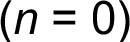 (n = 0)